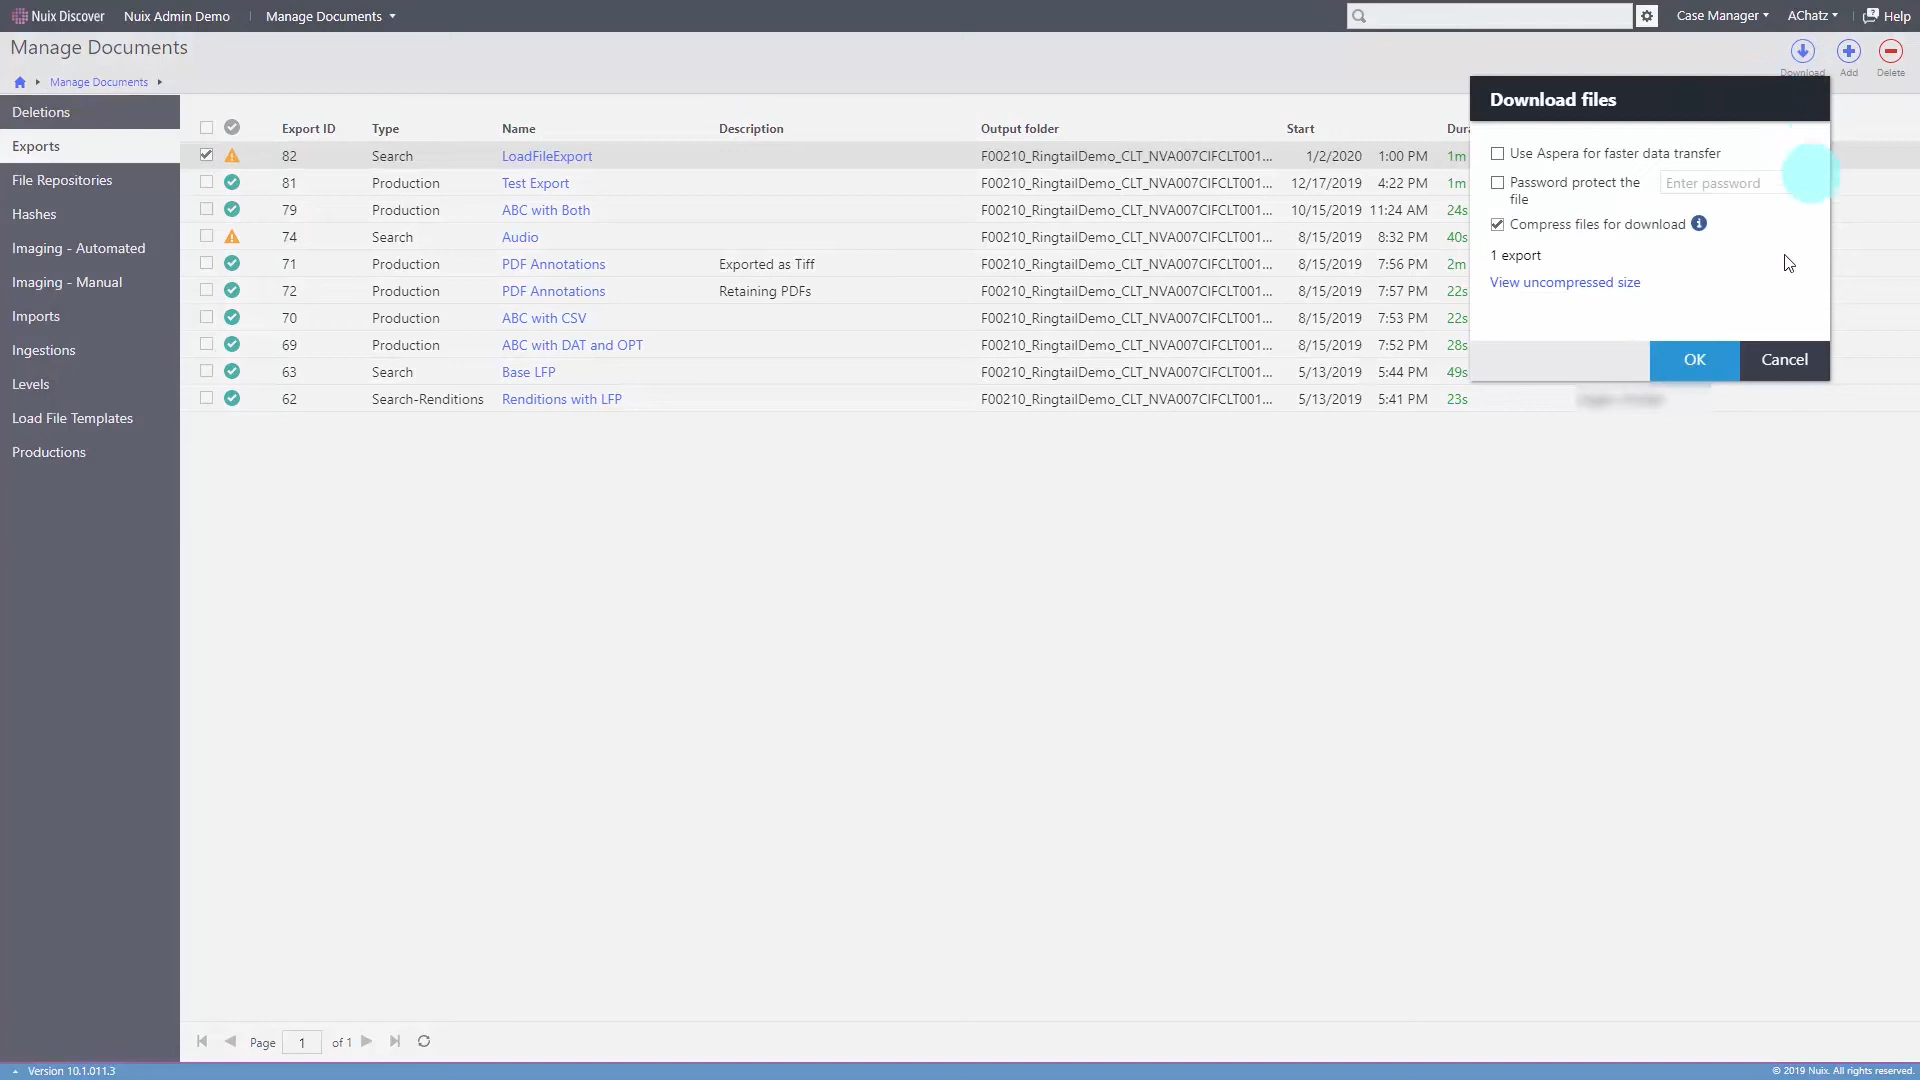 Nuix Discover Nuix Admin Demo Manage Documents Case Manager AChatz Help
Manage Documents
Download Add Delete
Manage Documents
Deletions
Exports
File Repositories
Hashes
Imaging - Automated
Imaging - Manual
Imports
Ingestions
Levels
Load File Templates
Productions
Export ID Type Name Description Output folder Start Dura
82 Search LoadFileExport F00210_RingtailDemo_CLT_NVA007CIFCLT001... 1/2/2020 1:00 PM 1m
81 Production Test Export F00210_RingtailDemo_CLT_NVA007CIFCLT001... 12/17/2019 4:22 PM 1m
79 Production ABC with Both F00210_RingtailDemo_CLT_NVA007CIFCLT001... 10/15/2019 11:24 AM 24s
74 Search Audio F00210_RingtailDemo_CLT_NVA007CIFCLT001... 8/15/2019 8:32 PM 40s
71 Production PDF Annotations Exported as Tiff F00210_RingtailDemo_CLT_NVA007CIFCLT001... 8/15/2019 7:56 PM 2m
72 Production PDF Annotations Retaining PDFs F00210_RingtailDemo_CLT_NVA007CIFCLT001... 8/15/2019 7:57 PM 22s
70 Production ABC with CSV F00210_RingtailDemo_CLT_NVA007CIFCLT001... 8/15/2019 7:53 PM 22s
69 Production ABC with DAT and OPT F00210_RingtailDemo_CLT_NVA007CIFCLT001... 8/15/2019 7:52 PM 28s
63 Search Base LFP F00210_RingtailDemo_CLT_NVA007CIFCLT001... 5/13/2019 5:44 PM 49s
62 Search-Renditions Renditions with LFP F00210_RingtailDemo_CLT_NVA007CIFCLT001... 5/13/2019 5:41 PM 23s
Download files
Use Aspera for faster data transfer
Password protect the Enter password
file
Compress files for download
1 export
View uncompressed size
OK Cancel
Page 1 of 1
Version 10.1.011.3 © 2019 Nuix. All rights reserved.